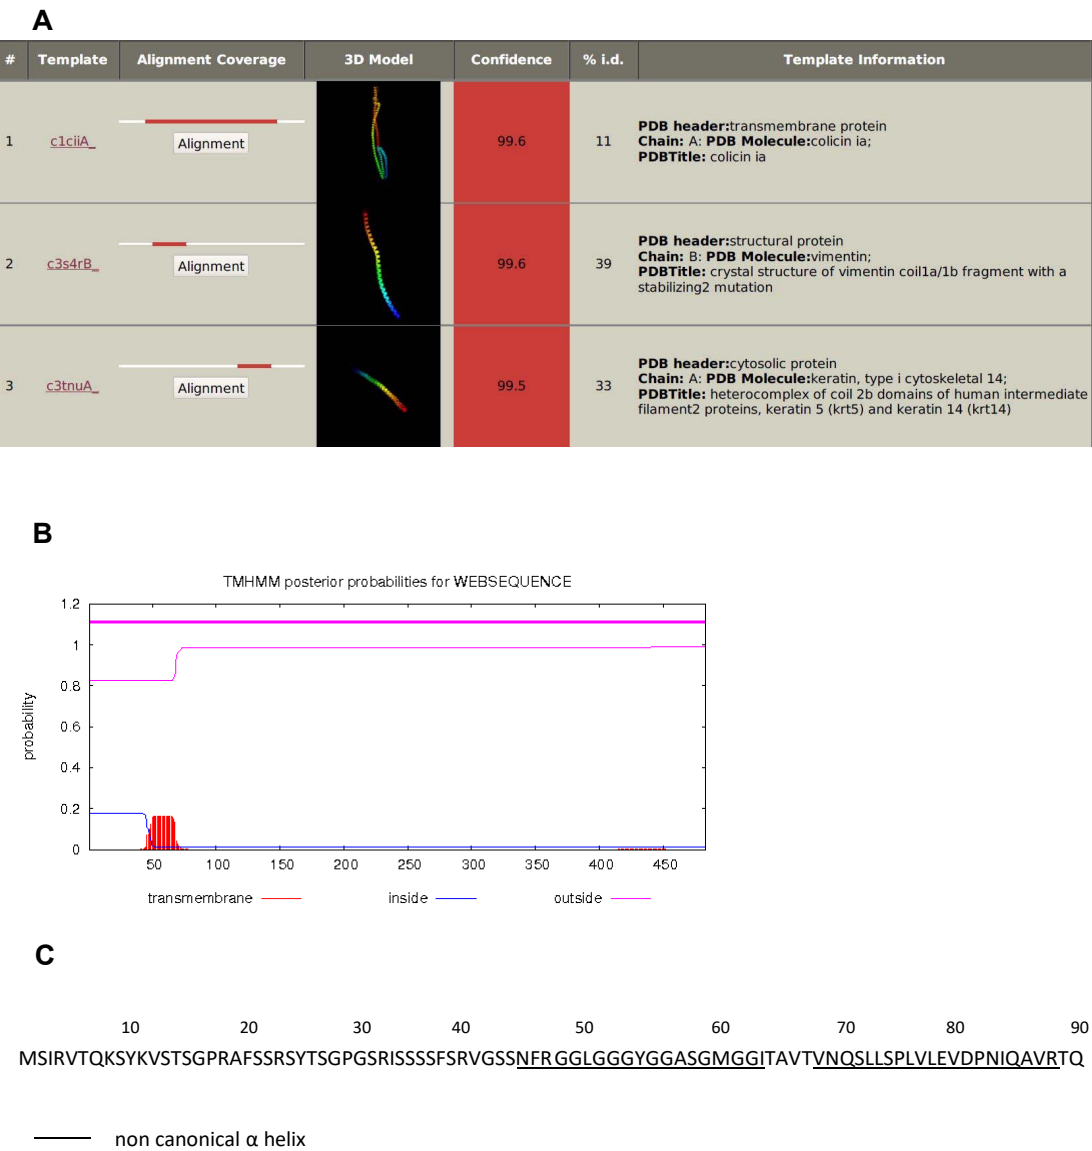 A
# Template Alignment Coverage 3D Model Confidence % i.d. Template Information
1 c1ciiA_ Alignment 99.6 11
PDB header:transmembrane protein
Chain: A: PDB Molecule:colicin ia;
PDBTitle: colicin ia
2 c3s4rB_ Alignment 99.6 39
PDB header:structural protein
Chain: B: PDB Molecule:vimentin;
PDBTitle: crystal structure of vimentin coil1a/1b fragment with a
stabilizing2 mutation
3 c3tnuA_ Alignment 99.5 33
PDB header:cytosolic protein
Chain: A: PDB Molecule:keratin, type i cytoskeletal 14;
PDBTitle: heterocomplex of coil 2b domains of human intermediate
filament2 proteins, keratin 5 (krt5) and keratin 14 (krt14)
B
TMHMM posterior probabilities for WEBSEQUENCE
1.2
1
0.8
0.6
0.4
0.2
0
probability
50 100 150 200 250 300 350 400 450
transmembrane inside outside
C
10 20 30 40 50 60 70 80 90
MSIRVTQKSYKVSTSGPRAFSSRSYTSGPGSRISSSSFSRVGSSNFRGGLGGGYGGASGMGGITAVTVNQSLLSPLVLEVDPNIQAVRTQ
non canonical α helix